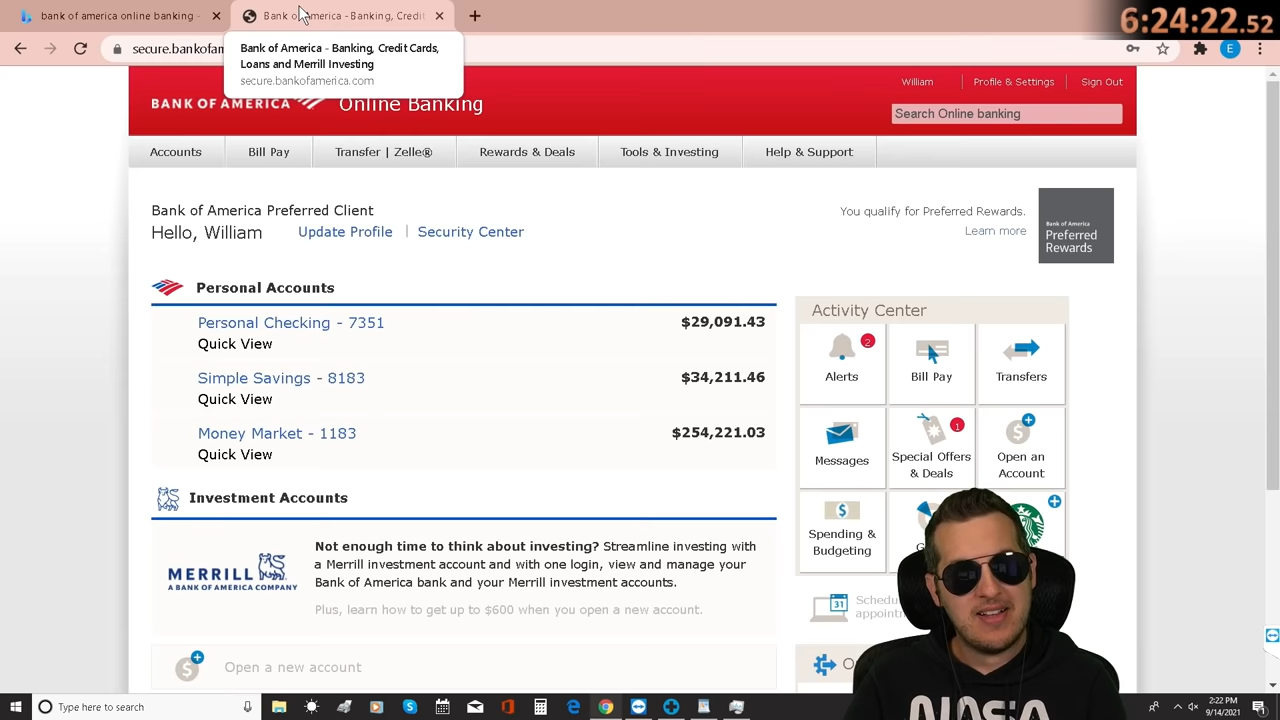 bank of america online banking -
Bank of America - Banking, Credit
6:24:22.52
secure.bankofam
E
Bank of America - Banking, Credit Cards,
Loans and Merrill Investing
secure.bankofamerica.com
BANK OF AMERICA
Online Banking
William
Profile & Settings
Sign Out
Search Online banking
Accounts
Bill Pay
Transfer | Zelle®
Rewards & Deals
Tools & Investing
Help & Support
Bank of America Preferred Client
Hello, William
Update Profile
Security Center
You qualify for Preferred Rewards.
Learn more
Bank of America
Preferred
Rewards
Personal Accounts
Personal Checking - 7351
$29,091.43
Quick View
Simple Savings - 8183
$34,211.46
Quick View
Money Market - 1183
$254,221.03
Quick View
Activity Center
2
Alerts
Bill Pay
Transfers
1
Messages
Special Offers
& Deals
Open an
Account
Spending &
Budgeting
G
Investment Accounts
Not enough time to think about investing? Streamline investing with
a Merrill investment account and with one login, view and manage your
Bank of America bank and your Merrill investment accounts.
Plus, learn how to get up to $600 when you open a new account.
MERRILL
A BANK OF AMERICA COMPANY
31
Schedu
appointm
Open a new account
O
NASA
Type here to search
2:22 PM
9/14/2021
1